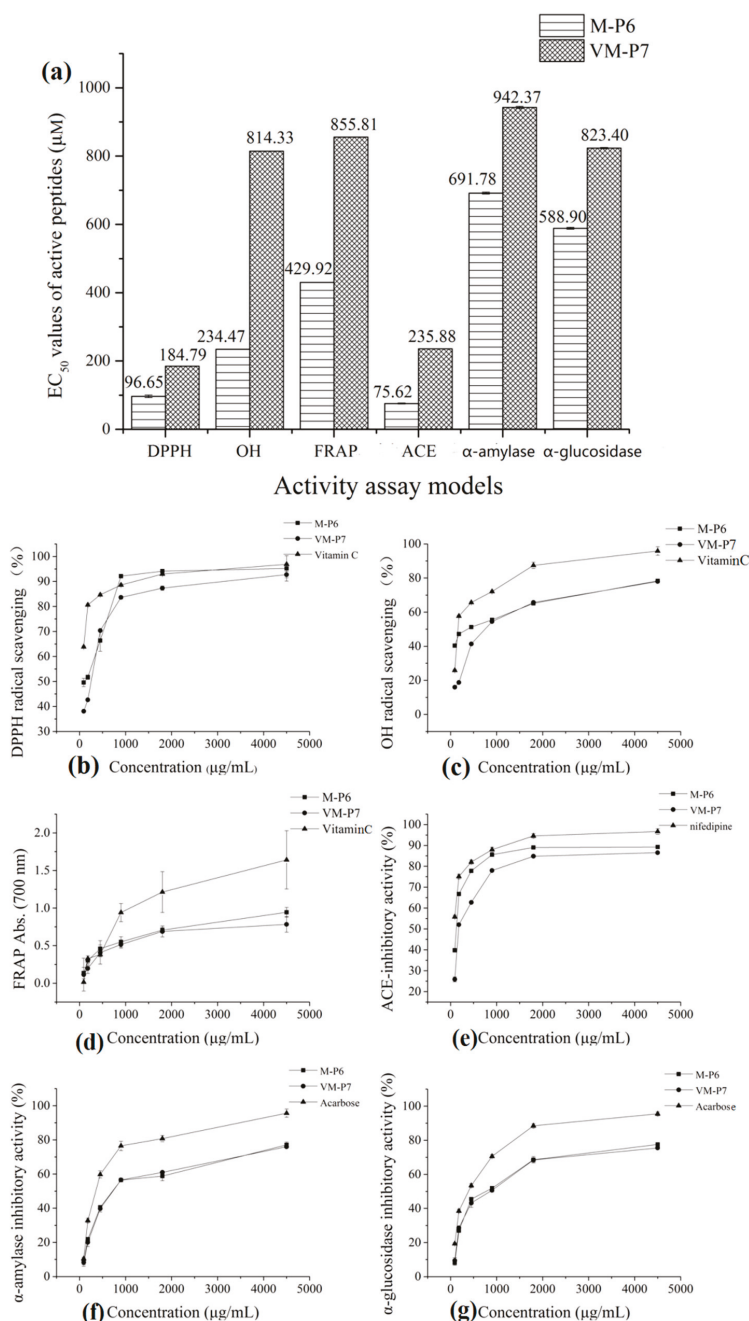 M-P6
VM-P7
(a)
1000
800
600
400
200
0
EC50 values of active peptides (μM)
96.65
184.79
234.47
814.33
429.92
855.81
75.62
235.88
691.78
942.37
588.90
823.40
DPPH
OH
FRAP
ACE
α-amylase
α-glucosidase
Activity assay models
M-P6
VM-P7
Vitamin C
100
90
80
70
60
50
40
30
DPPH radical scavenging (%)
0 1000 2000 3000 4000 5000
(b) Concentration (μg/mL)
M-P6
VM-P7
VitaminC
100
80
60
40
20
0
OH radical scavenging (%)
0 1000 2000 3000 4000 5000
(c) Concentration (μg/mL)
M-P6
VM-P7
VitaminC
2.0
1.5
1.0
0.5
0.0
FRAP Abs. (700 nm)
0 1000 2000 3000 4000 5000
(d) Concentration (μg/mL)
M-P6
VM-P7
nifedipine
100
90
80
70
60
50
40
30
20
ACE-inhibitory activity (%)
0 1000 2000 3000 4000 5000
(e) Concentration (μg/mL)
M-P6
VM-P7
Acarbose
100
80
60
40
20
0
α-amylase inhibitory activity (%)
0 1000 2000 3000 4000 5000
(f) Concentration (μg/mL)
M-P6
VM-P7
Acarbose
100
80
60
40
20
0
α-glucosidase inhibitory activity (%)
0 1000 2000 3000 4000 5000
(g) Concentration (μg/mL)